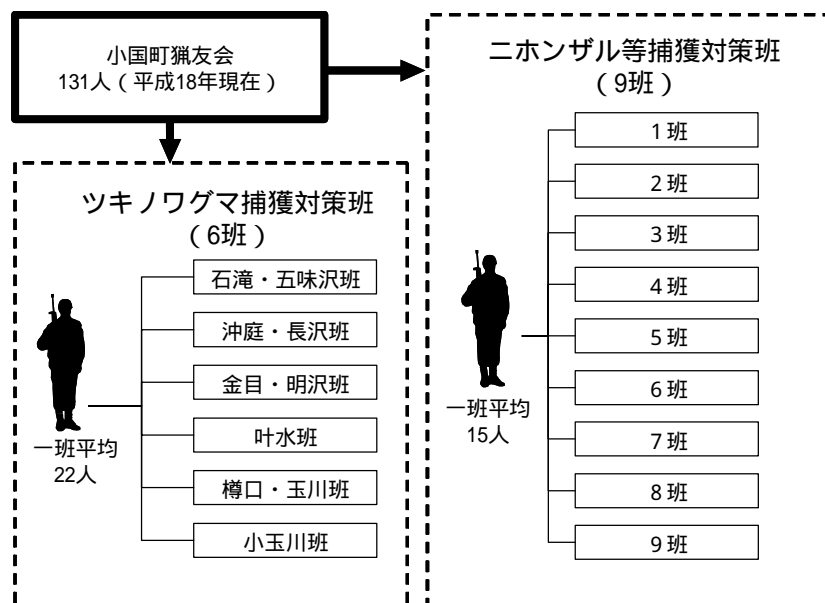 小国町猟友会
131人（平成18年現在）
ツキノワグマ捕獲対策班
（6班）
石滝・五味沢班
沖庭・長沢班
金目・明沢班
叶水班
樽口・玉川班
小玉川班
一班平均
22人
ニホンザル等捕獲対策班
（9班）
1班
2班
3班
4班
5班
6班
7班
8班
9班
一班平均
15人